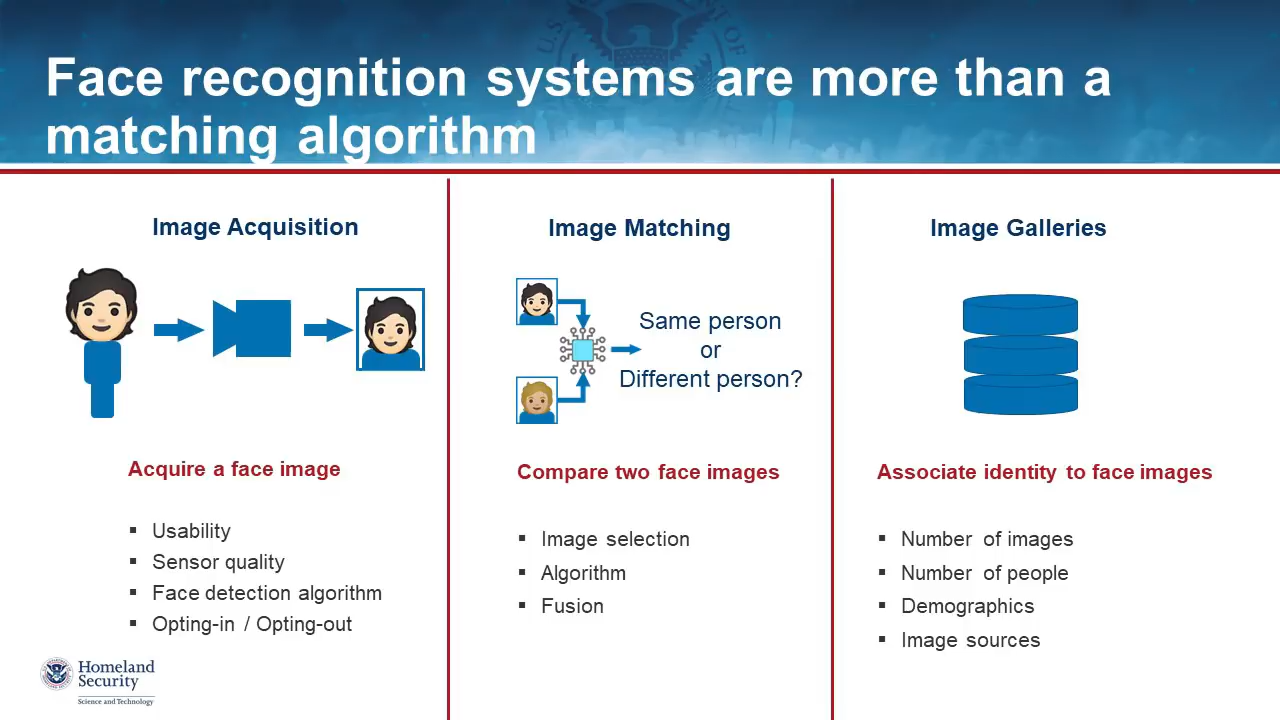 Face recognition systems are more than a
matching algorithm
Image Acquisition
Acquire a face image
Usability
Sensor quality
Face detection algorithm
Opting-in / Opting-out
Image Matching
Same person
or
Different person?
Compare two face images
Image selection
Algorithm
Fusion
Image Galleries
Associate identity to face images
Number of images
Number of people
Demographics
Image sources
Homeland
Security
Science and Technology